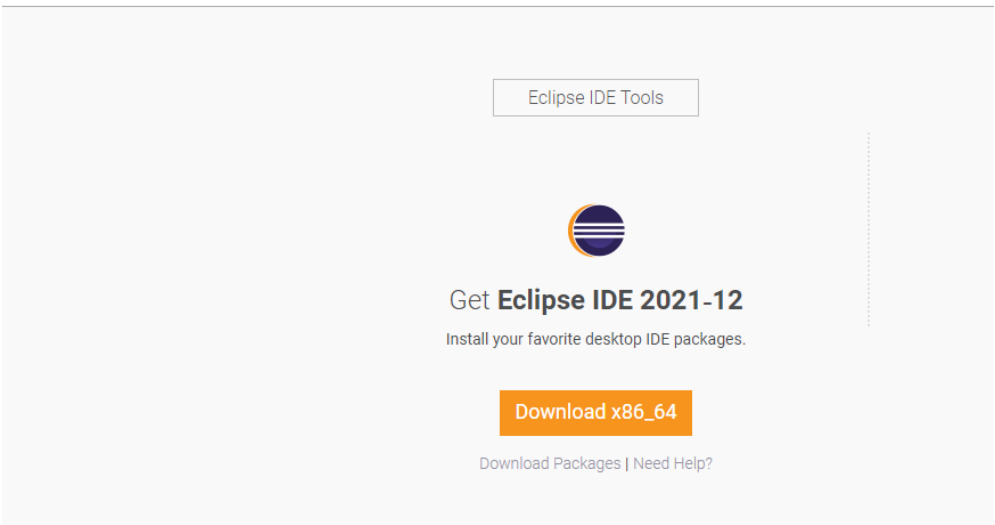 Eclipse IDE Tools
Get Eclipse IDE 2021-12
Install your favorite desktop IDE packages.
Download x86_64
Download Packages | Need Help?